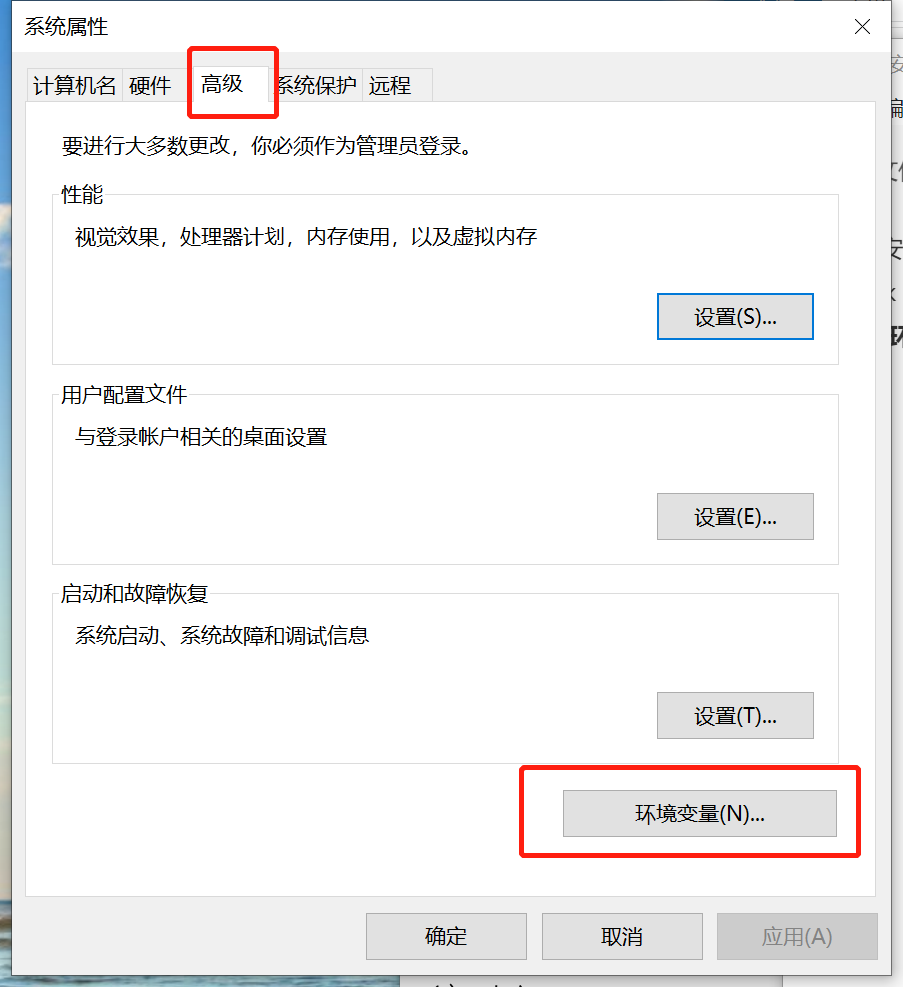 系统属性
计算机名 硬件 高级 系统保护 远程
要进行大多数更改，你必须作为管理员登录。
性能
视觉效果，处理器计划，内存使用，以及虚拟内存
设置(S)...
用户配置文件
与登录帐户相关的桌面设置
设置(E)...
启动和故障恢复
系统启动、系统故障和调试信息
设置(T)...
环境变量(N)...
确定 取消 应用(A)